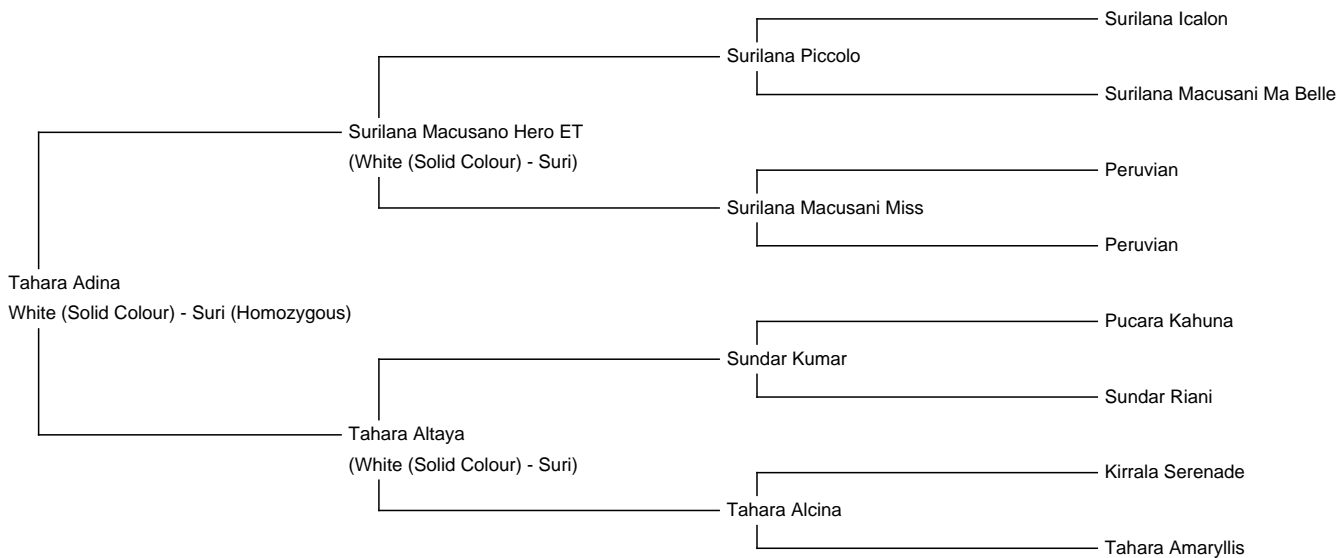 Surilana Icalon
Surilana Piccolo
Surilana Macusani Ma Belle
Surilana Macusano Hero ET
(White (Solid Colour) - Suri)
Peruvian
Surilana Macusani Miss
Peruvian
Tahara Adina
White (Solid Colour) - Suri (Homozygous)
Pucara Kahuna
Sundar Kumar
Sundar Riani
Tahara Altaya
(White (Solid Colour) - Suri)
Kirrala Serenade
Tahara Alcina
Tahara Amaryllis